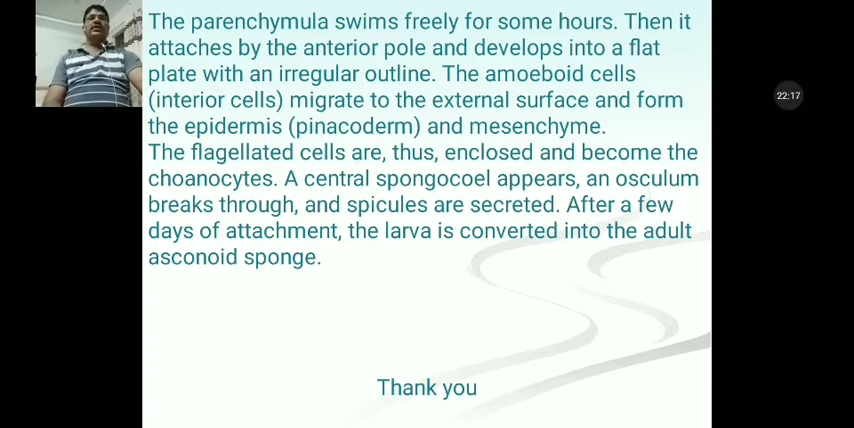 The parenchymula swims freely for some hours. Then it
attaches by the anterior pole and develops into a flat
plate with an irregular outline. The amoeboid cells
(interior cells) migrate to the external surface and form
the epidermis (pinacoderm) and mesenchyme.
The flagellated cells are, thus, enclosed and become the
choanocytes. A central spongocoel appears, an osculum
breaks through, and spicules are secreted. After a few
days of attachment, the larva is converted into the adult
asconoid sponge.
Thank you
22:17